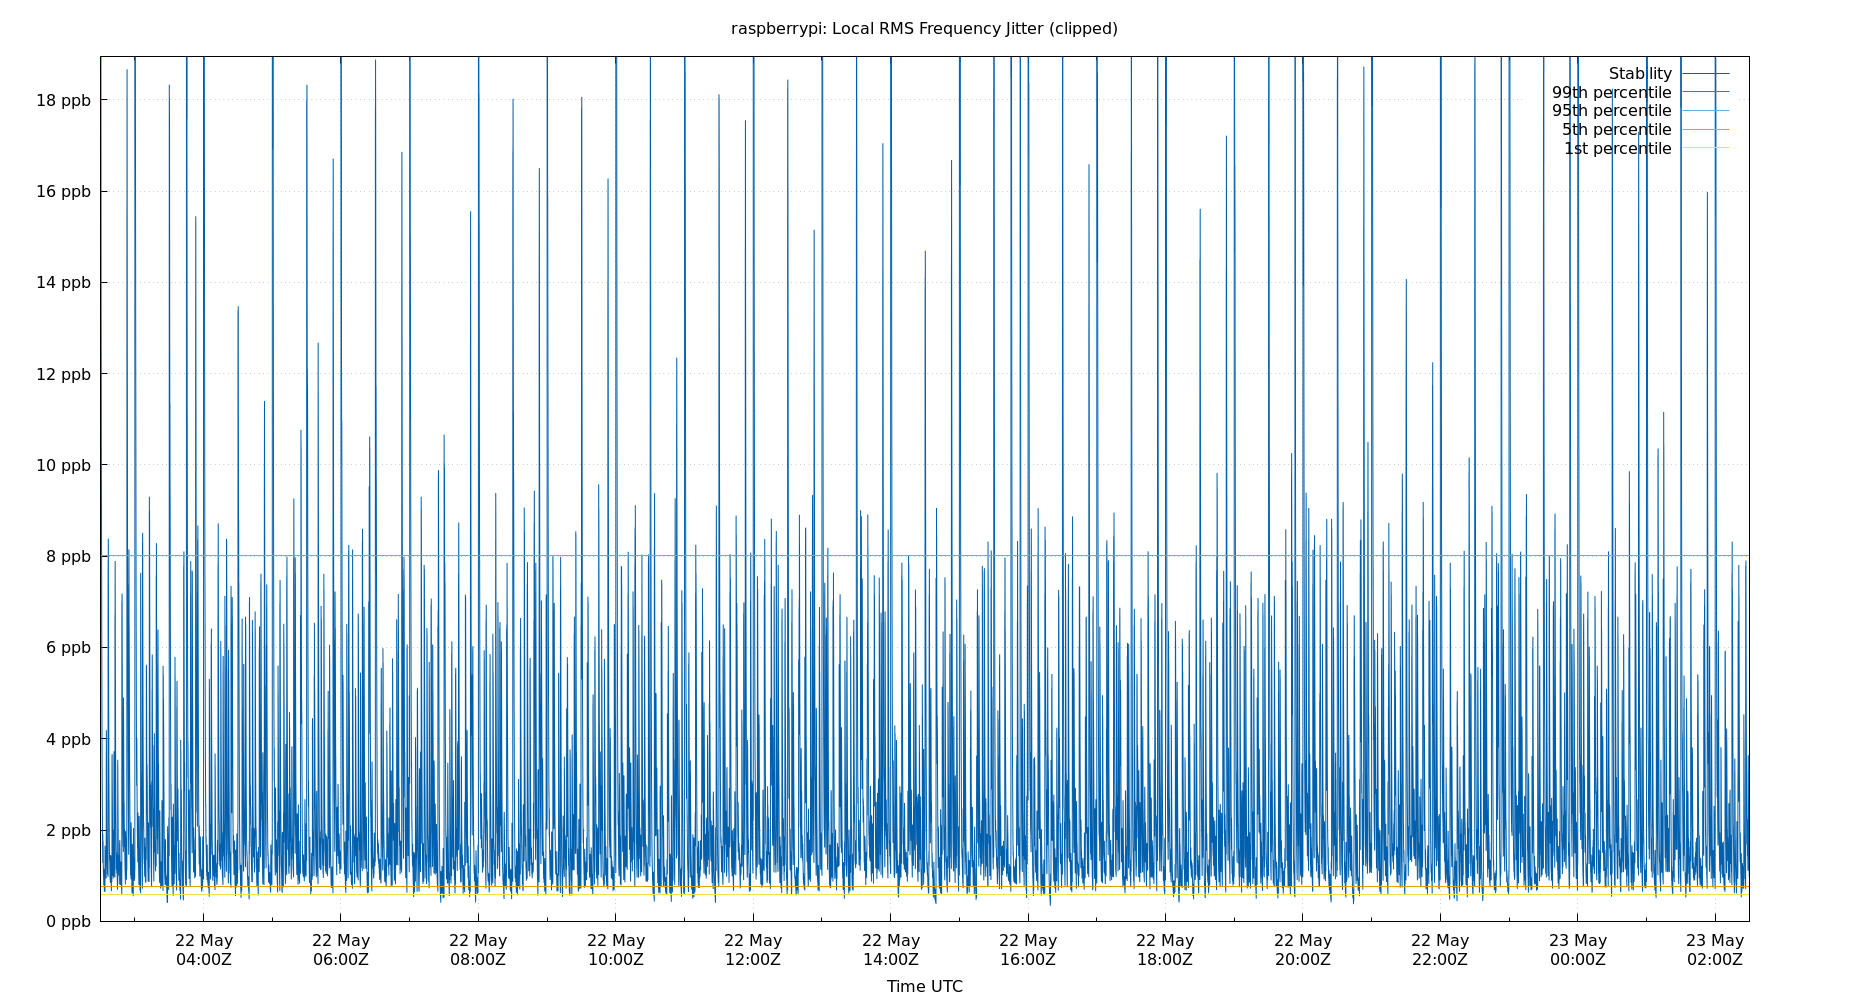 raspberrypi: Local RMS Frequency Jitter (clipped)
Stability
99th percentile
95th percentile
5th percentile
1st percentile
18 ppb
16 ppb
14 ppb
12 ppb
10 ppb
8 ppb
6 ppb
4 ppb
2 ppb
0 ppb
22 May 22 May 22 May 22 May 22 May 22 May 22 May 22 May 22 May 22 May 23 May 23 May
04:00Z 06:00Z 08:00Z 10:00Z 12:00Z 14:00Z 16:00Z 18:00Z 20:00Z 22:00Z 00:00Z 02:00Z
Time UTC